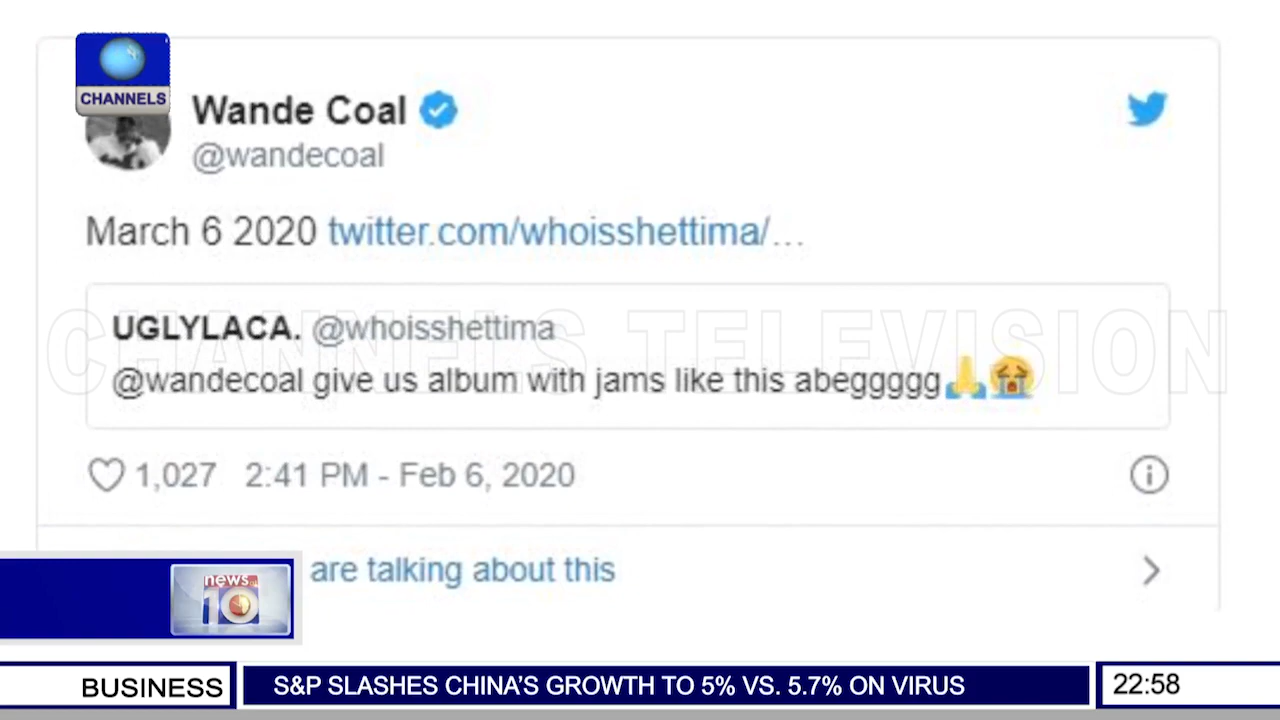 CHANNELS
Wande Coal
@wandecoal
March 6 2020 twitter.com/whoisshettima/...
CHANNELS TELEVISION
UGLYLACA. @whoisshettima
@wandecoal give us album with jams like this abeggggg🙏😭
1,027 2:41 PM - Feb 6, 2020
are talking about this
news at
10
BUSINESS
S&P SLASHES CHINA'S GROWTH TO 5% VS. 5.7% ON VIRUS
22:58